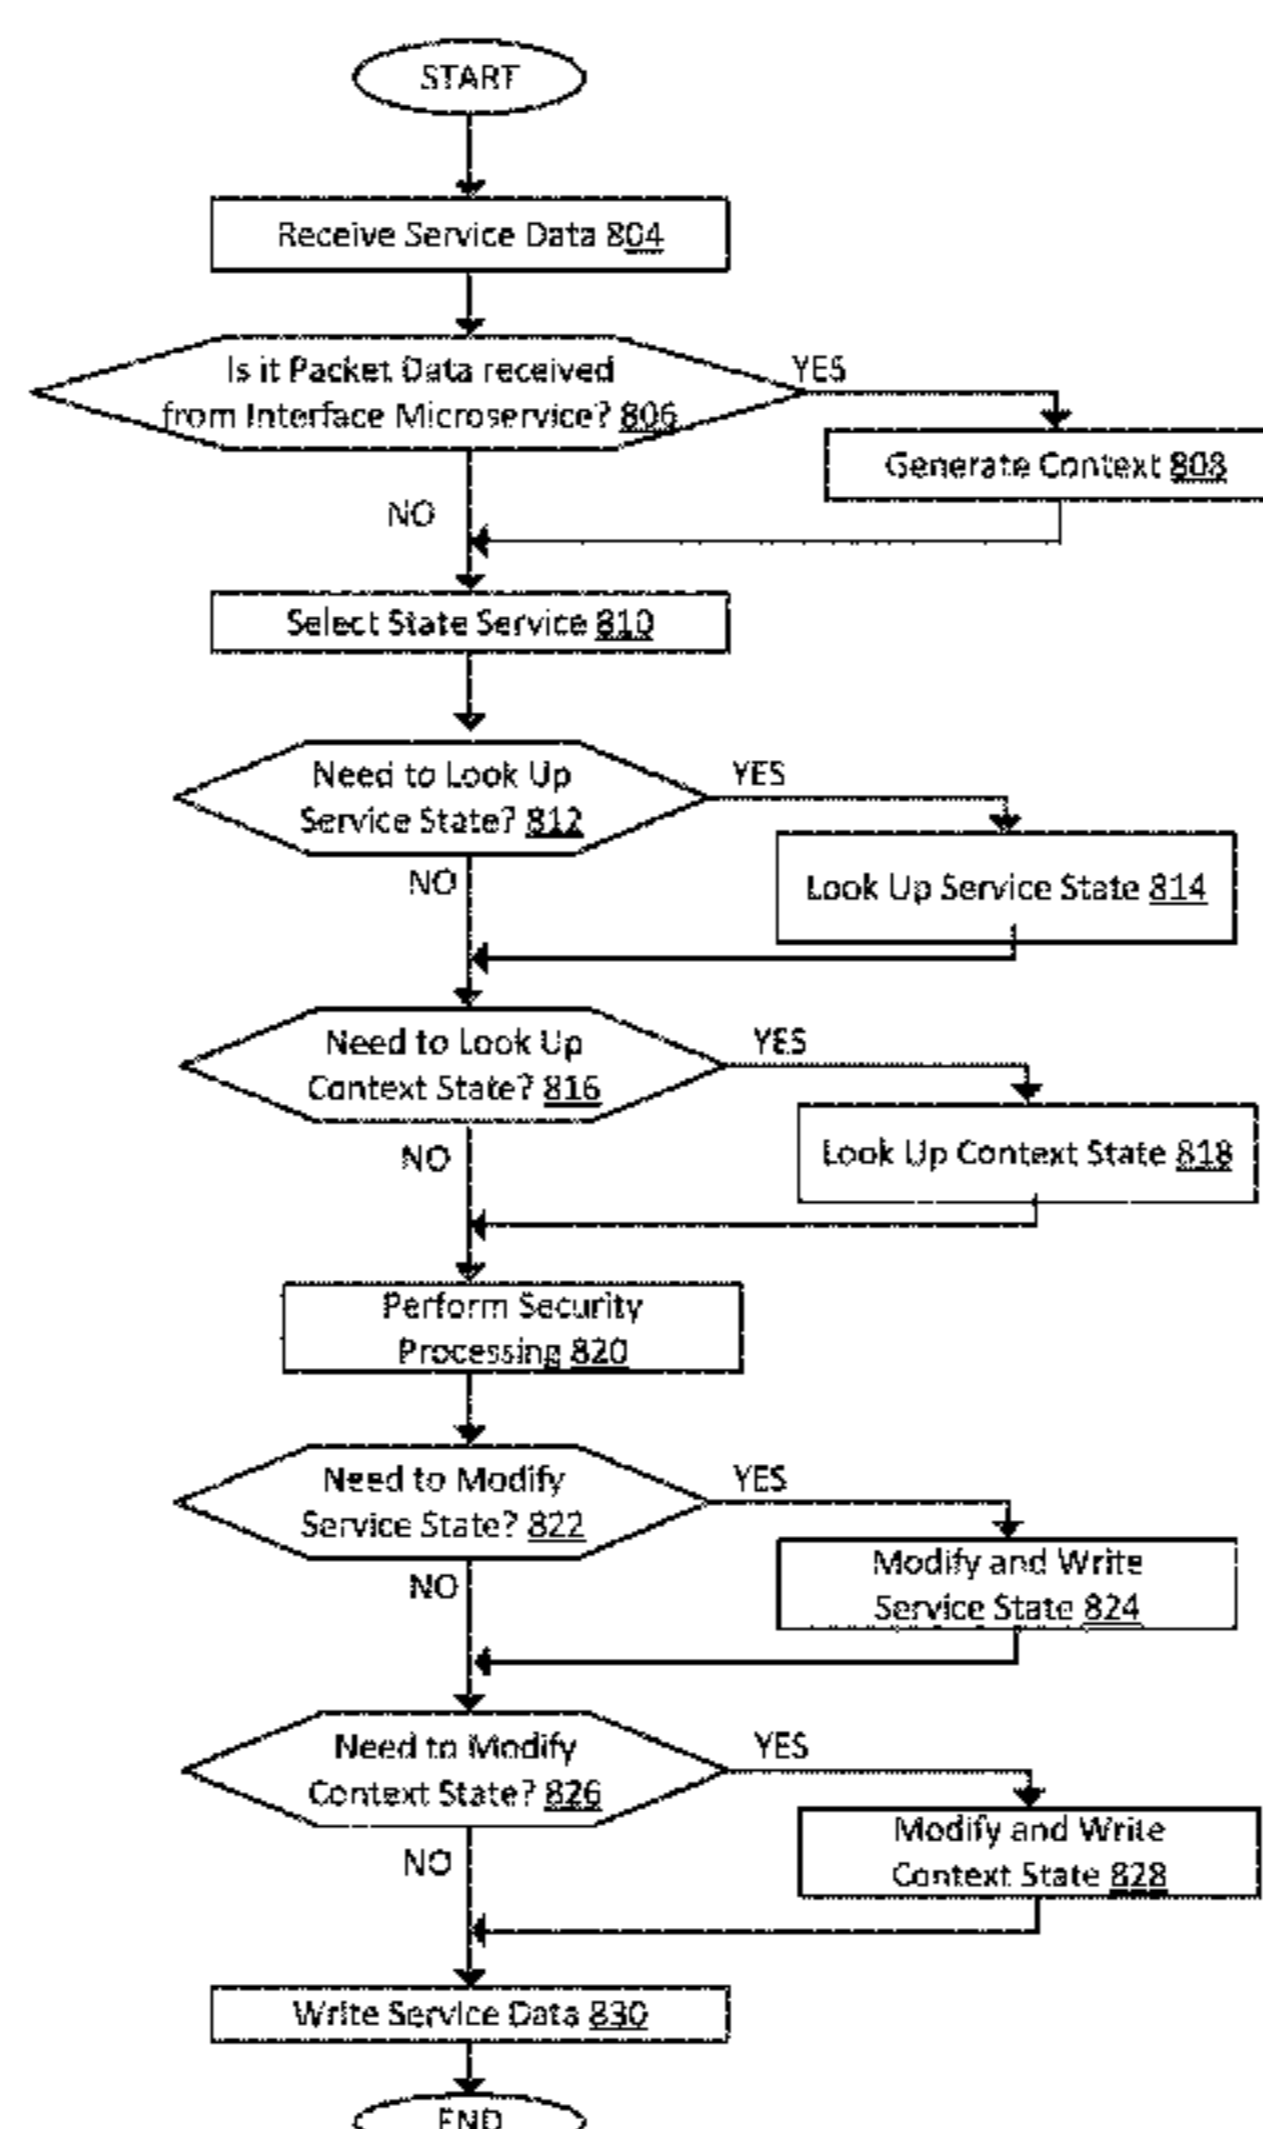 START
Receive Service Data 804
Is it Packet Data received
from Interface Microservice? 806
YES
Generate Context 808
NO
Select State Service 810
Need to Look Up
Service State? 812
YES
Look Up Service State 814
NO
Need to Look Up
Context State? 816
YES
Look Up Context State 818
NO
Perform Security
Processing 820
Need to Modify
Service State? 822
YES
Modify and Write
Service State 824
NO
Need to Modify
Context State? 826
YES
Modify and Write
Context State 828
NO
Write Service Data 830
END